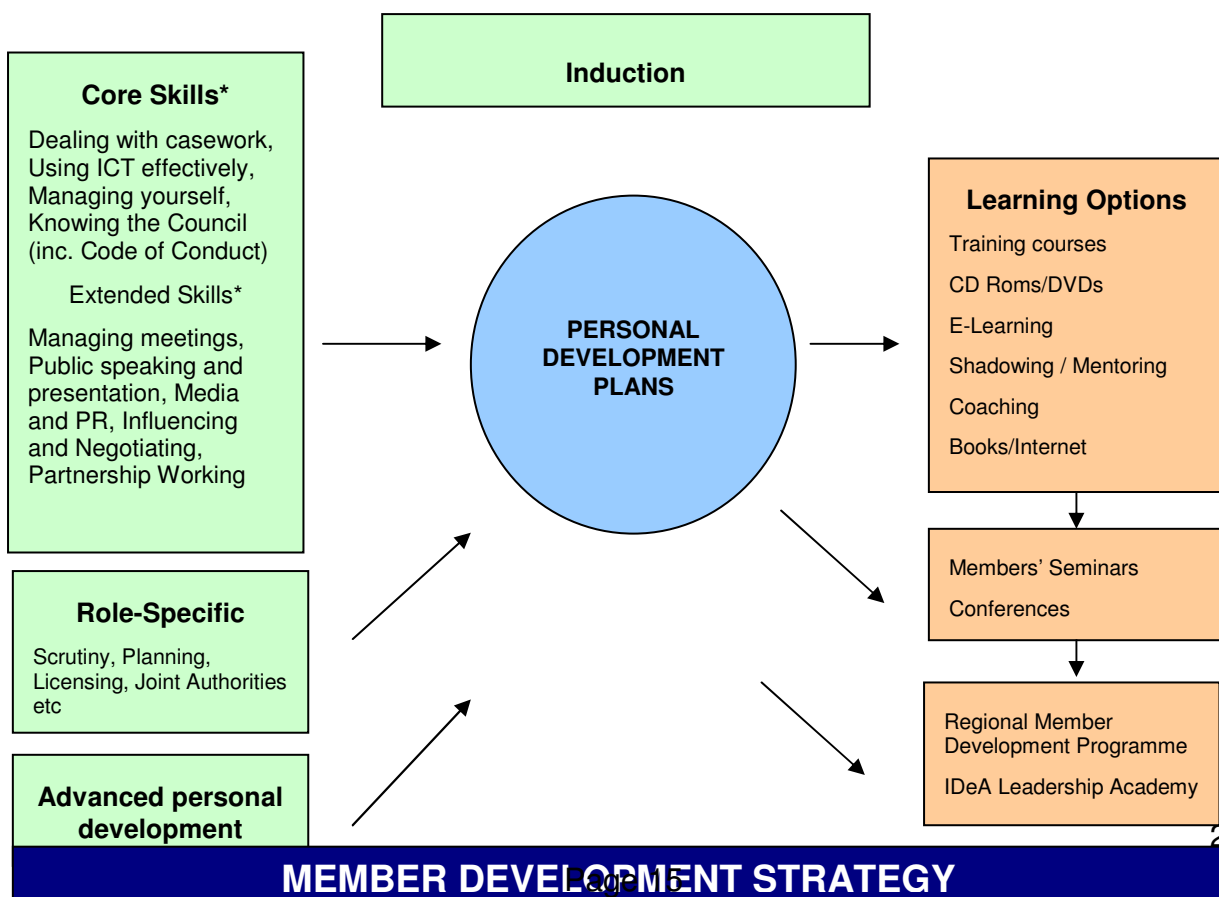 Induction
Core Skills*
Dealing with casework,
Using ICT effectively,
Managing yourself,
Knowing the Council
(inc. Code of Conduct)
Extended Skills*
Managing meetings,
Public speaking and
presentation, Media
and PR, Influencing
and Negotiating,
Partnership Working
Role-Specific
Scrutiny, Planning,
Licensing, Joint Authorities
etc
Advanced personal
development
PERSONAL
DEVELOPMENT
PLANS
Learning Options
Training courses
CD Roms/DVDs
E-Learning
Shadowing / Mentoring
Coaching
Books/Internet
Members’ Seminars
Conferences
Regional Member
Development Programme
IDeA Leadership Academy
2
MEMBER DEVELOPMENT STRATEGY
Page 15